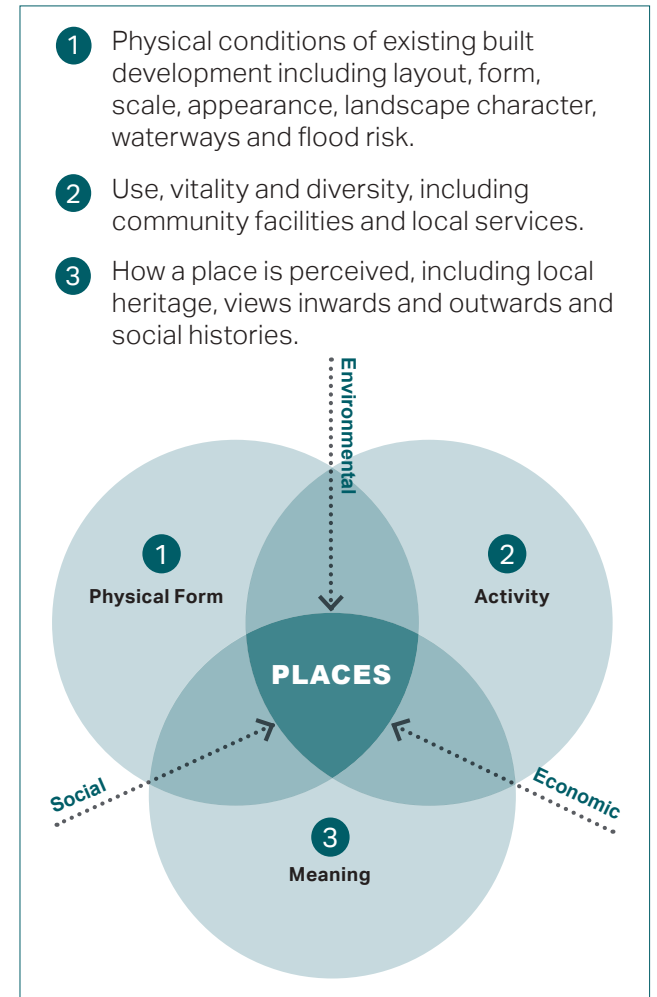 1 Physical conditions of existing built
development including layout, form,
scale, appearance, landscape character,
waterways and flood risk.
2 Use, vitality and diversity, including
community facilities and local services.
3 How a place is perceived, including local
heritage, views inwards and outwards and
social histories.
Environmental
1
Physical Form
2
Activity
PLACES
Social
Economic
3
Meaning